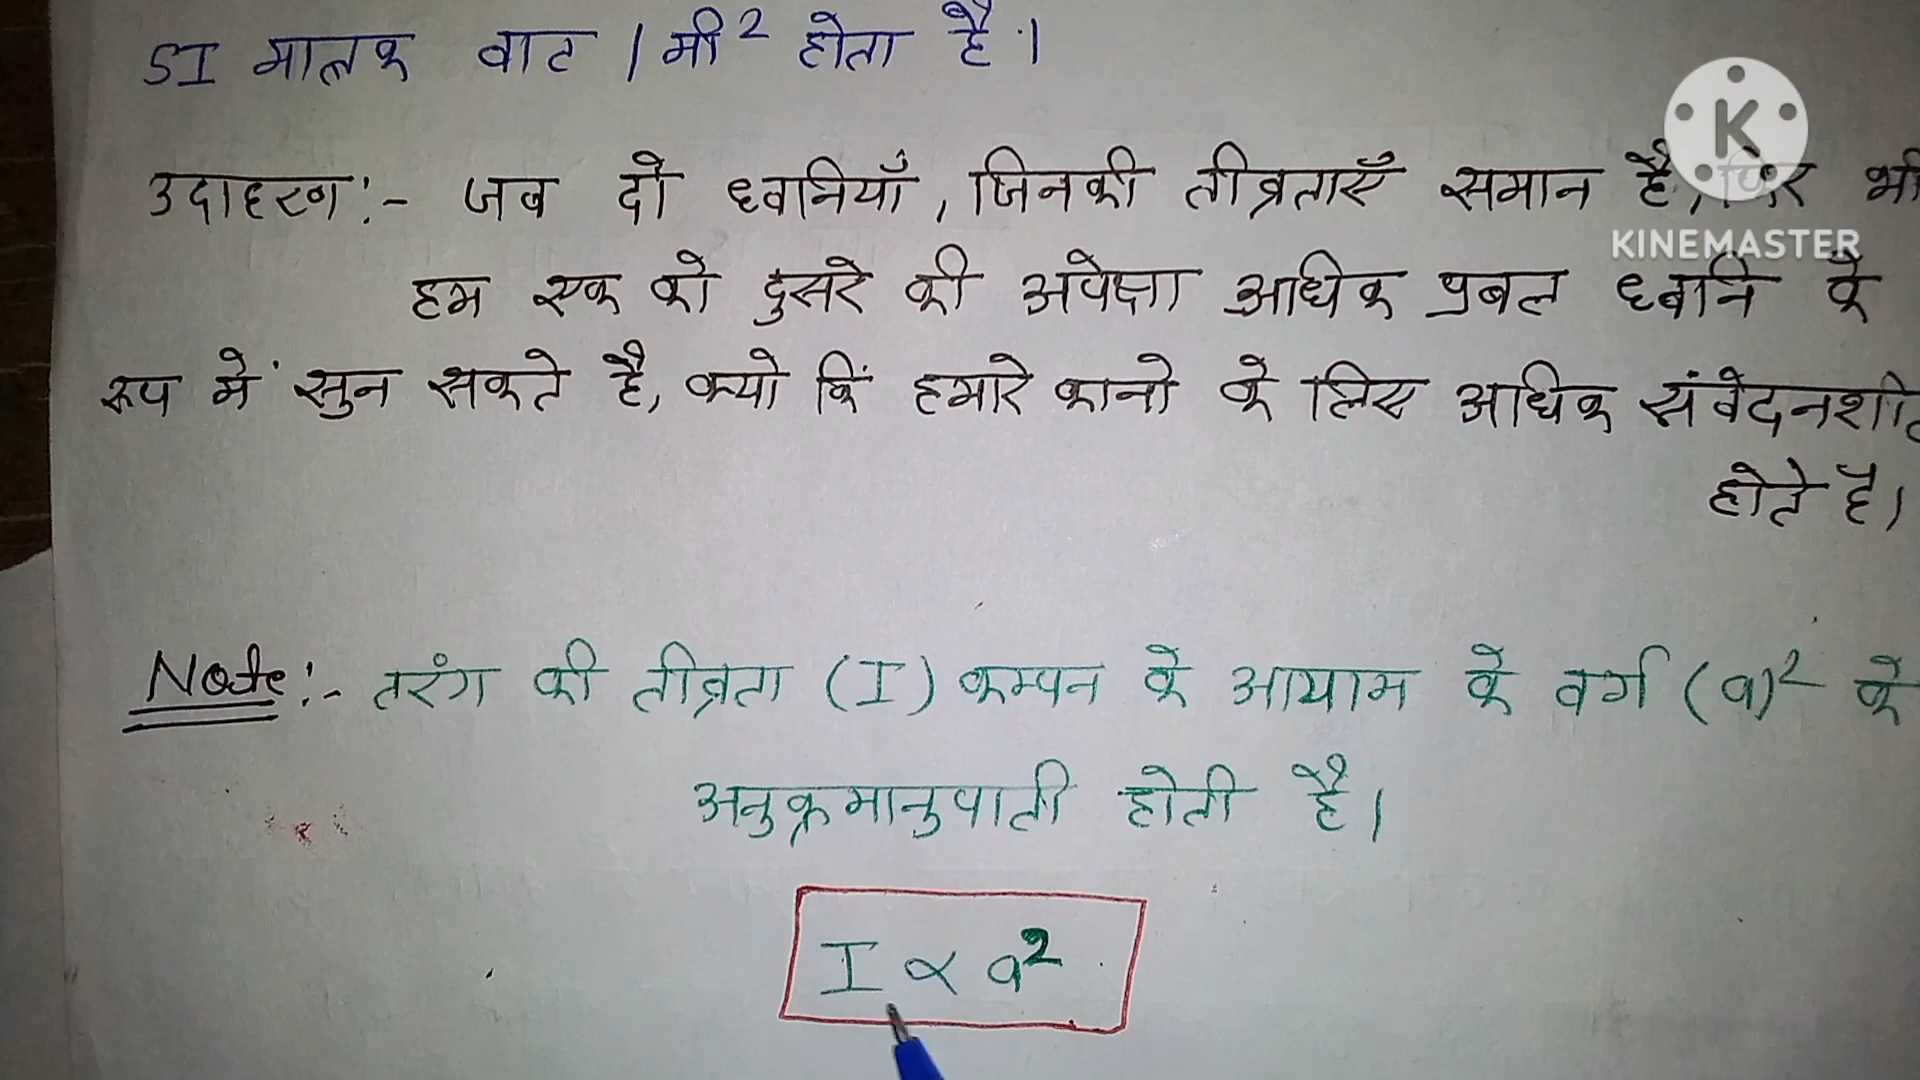 SI मात्रक वाट / मी² होता है ।
उदाहरण :- जब दो ध्वनियाँ, जिनकी तीव्रताएँ समान है, फिर भी
हम एक को दुसरे की अपेक्षा अधिक प्रबल ध्वनि के
रूप में सुन सकते है, क्यो कि हमारे कानो के लिए अधिक संवेदनशील
होते है।
Note :- तरंग की तीव्रता (I) कम्पन के आयाम के वर्ग (a)² के
अनुक्रमानुपाती होती है।
I ∝ a²
K
KINEMASTER